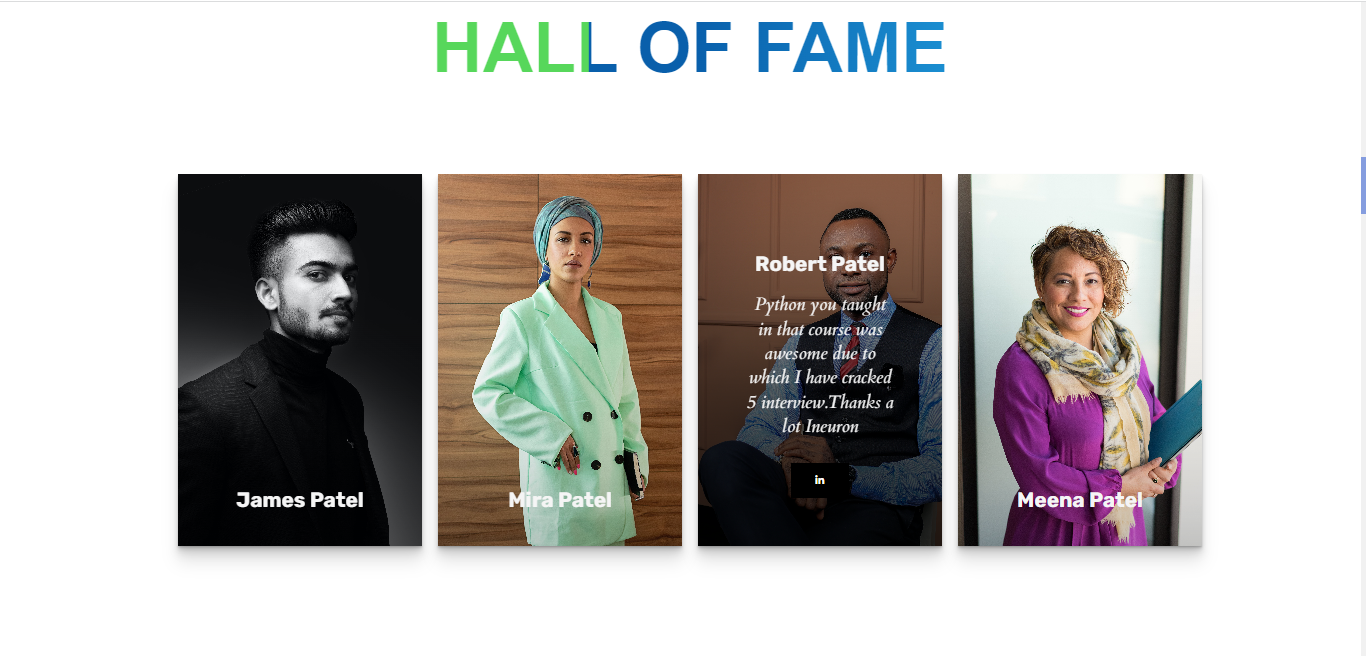 HALL OF FAME
James Patel
Mira Patel
Robert Patel
Python you taught
in that course was
awesome due to
which I have cracked
5 interview.Thanks a
lot Ineuron
in
Meena Patel